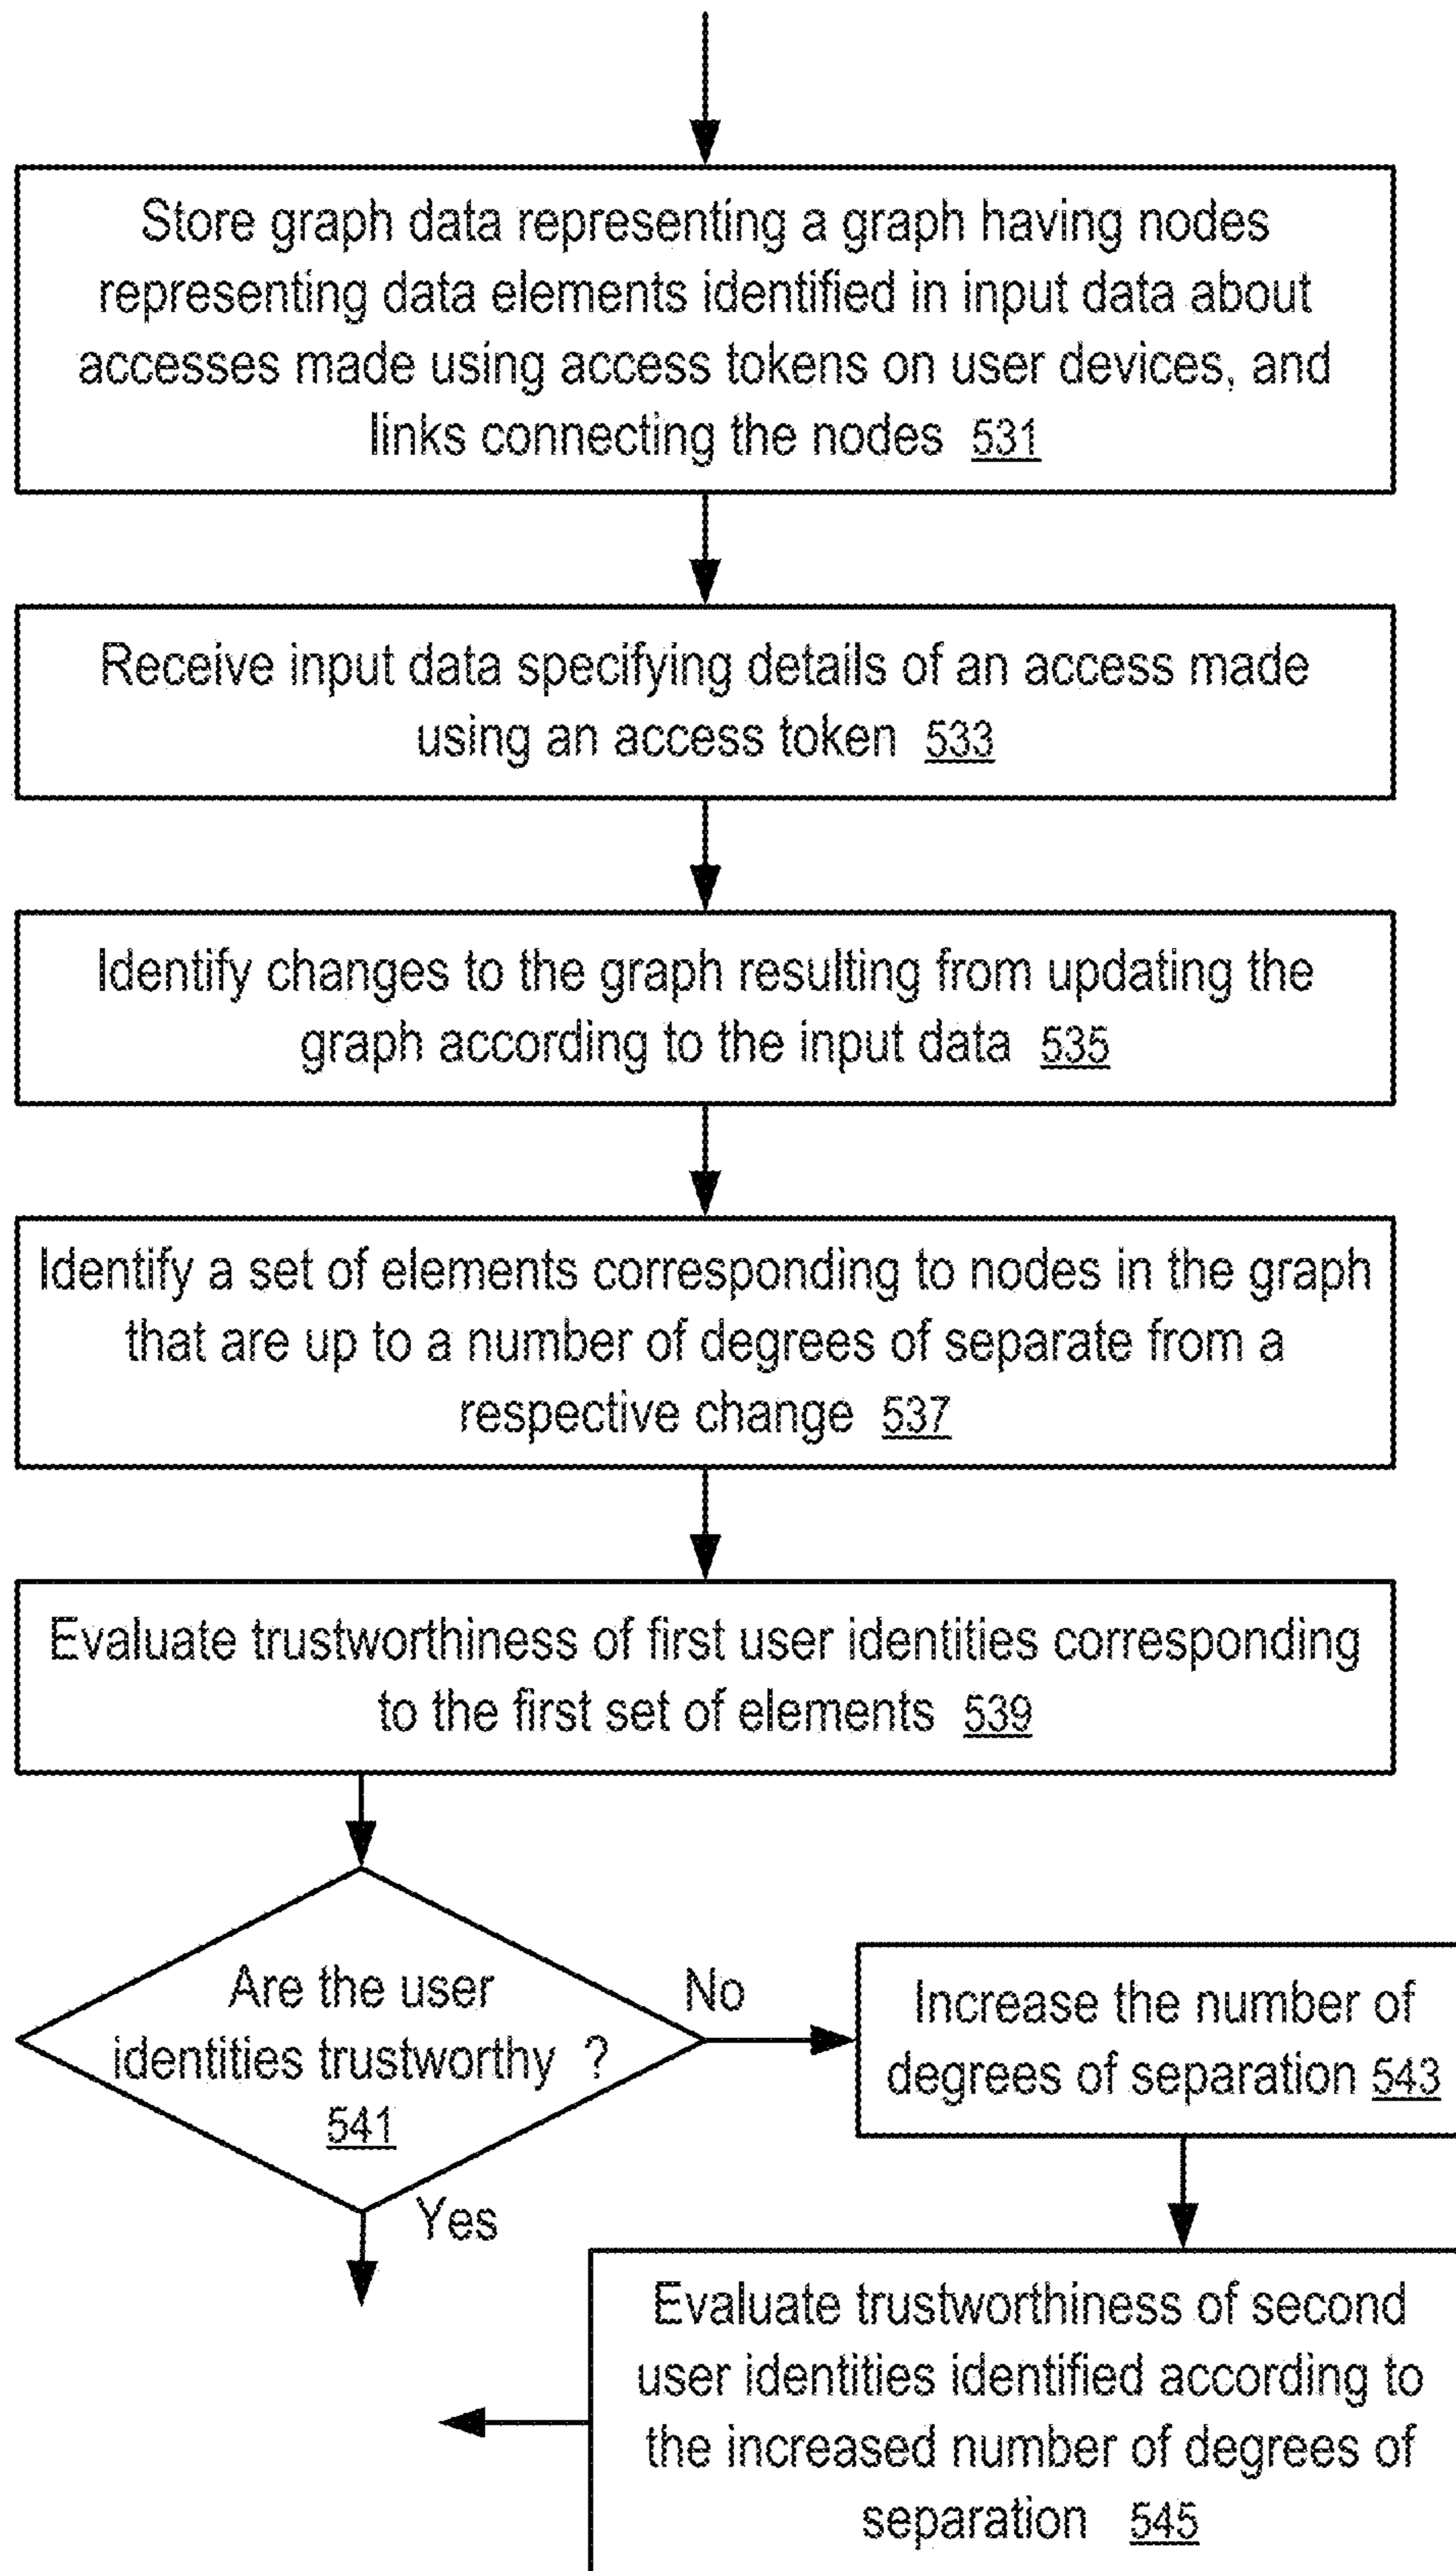 Store graph data representing a graph having nodes
representing data elements identified in input data about
accesses made using access tokens on user devices, and
links connecting the nodes 531
Receive input data specifying details of an access made
using an access token 533
Identify changes to the graph resulting from updating the
graph according to the input data 535
Identify a set of elements corresponding to nodes in the graph
that are up to a number of degrees of separate from a
respective change 537
Evaluate trustworthiness of first user identities corresponding
to the first set of elements 539
Are the user
identities trustworthy ?
541
No
Yes
Increase the number of
degrees of separation 543
Evaluate trustworthiness of second
user identities identified according to
the increased number of degrees of
separation 545